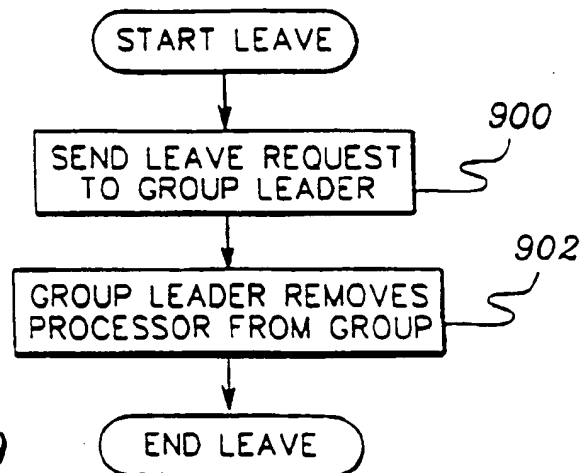 START LEAVE
900
SEND LEAVE REQUEST
TO GROUP LEADER
902
GROUP LEADER REMOVES
PROCESSOR FROM GROUP
END LEAVE